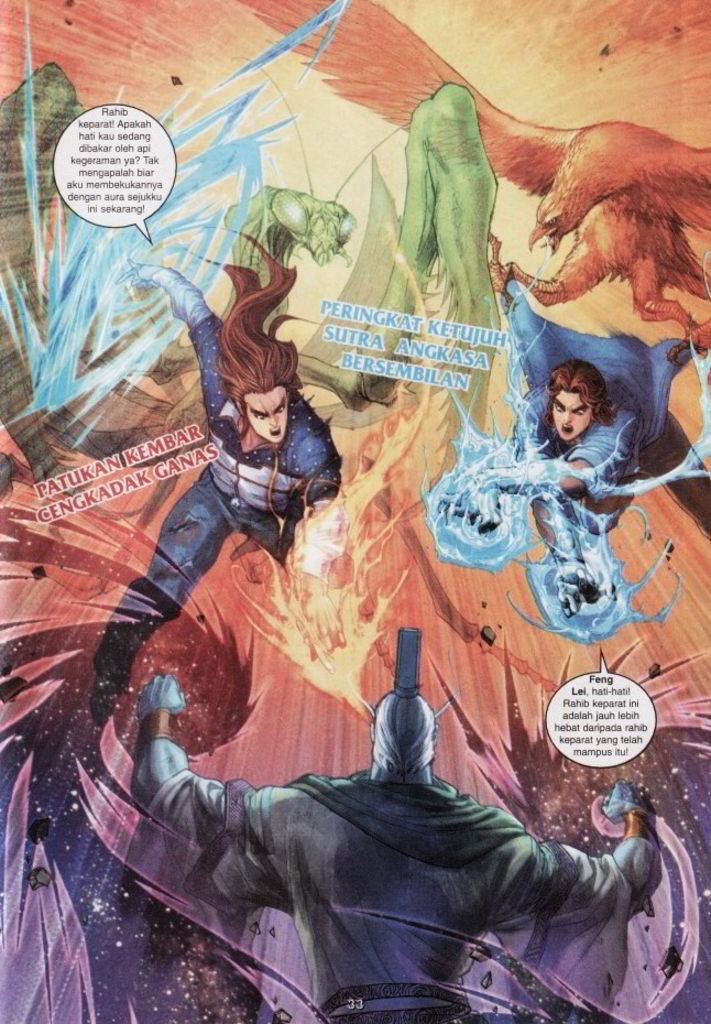 Rahib
keparat! Apakah
hati kau sedang
dibakar oleh api
kegeraman ya? Tak
mengapalah biar
aku membekukannya
dengan aura sejukku
ini sekarang!
PERINGKAT KETUJUH
SUTRA ANGKASA
BERSEMBILAN
PATUKAN KEMBAR
CENGKADAK GANAS
Feng
Lei, hati-hati!
Rahib keparat ini
adalah jauh lebih
hebat daripada rahib
keparat yang telah
mampus itu!
33